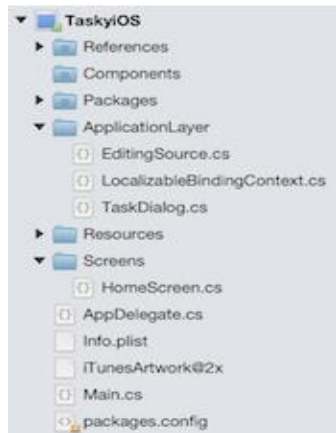 TaskyiOS
References
Components
Packages
ApplicationLayer
EditingSource.cs
LocalizableBindingContext.cs
TaskDialog.cs
Resources
Screens
HomeScreen.cs
AppDelegate.cs
Info.plist
iTunesArtwork@2x
Main.cs
packages.config